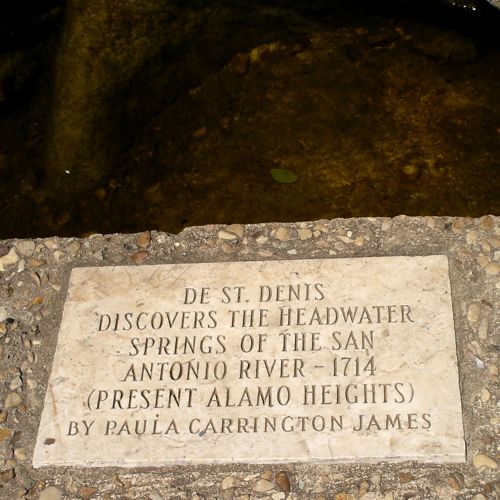 DE ST. DENIS
DISCOVERS THE HEADWATER
SPRINGS OF THE SAN
ANTONIO RIVER - 1714
(PRESENT ALAMO HEIGHTS)
BY PAULA CARRINGTON JAMES